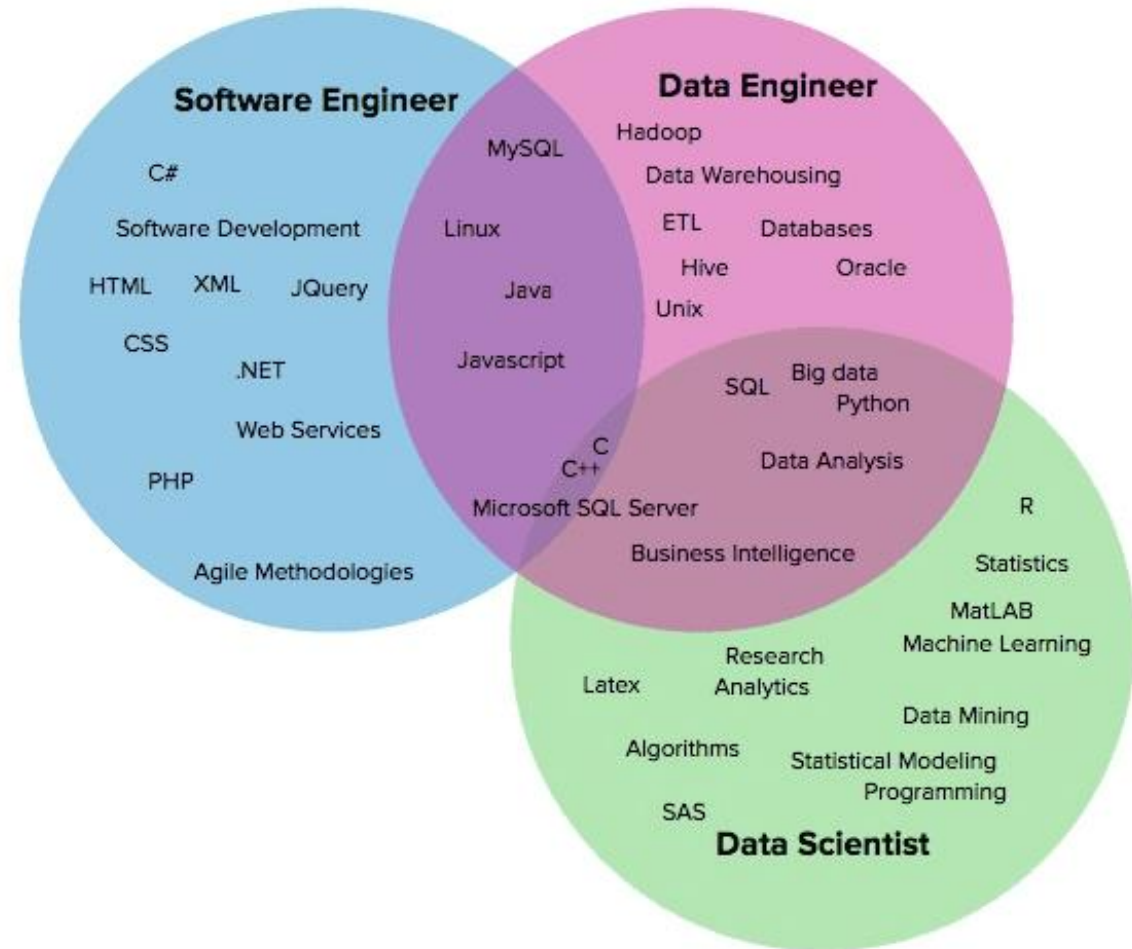 Software Engineer
Data Engineer
Hadoop
MySQL
C#
Data Warehousing
Software Development
Linux
ETL
Databases
Hive
Oracle
HTML
XML
JQuery
Java
Unix
CSS
Javascript
.NET
SQL
Big data
Python
Web Services
C
C++
Data Analysis
PHP
Microsoft SQL Server
R
Business Intelligence
Statistics
Agile Methodologies
MatLAB
Machine Learning
Research
Analytics
Latex
Data Mining
Algorithms
Statistical Modeling
Programming
SAS
Data Scientist